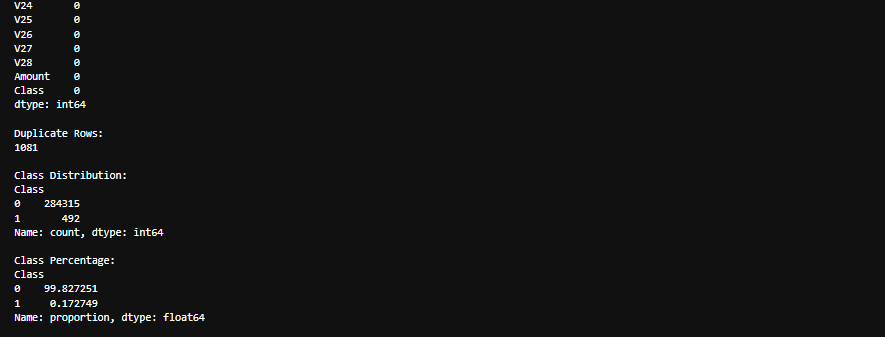 V24       0
V25       0
V26       0
V27       0
V28       0
Amount    0
Class     0
dtype: int64

Duplicate Rows:
1081

Class Distribution:
Class
0    284315
1       492
Name: count, dtype: int64

Class Percentage:
Class
0    99.827251
1     0.172749
Name: proportion, dtype: float64